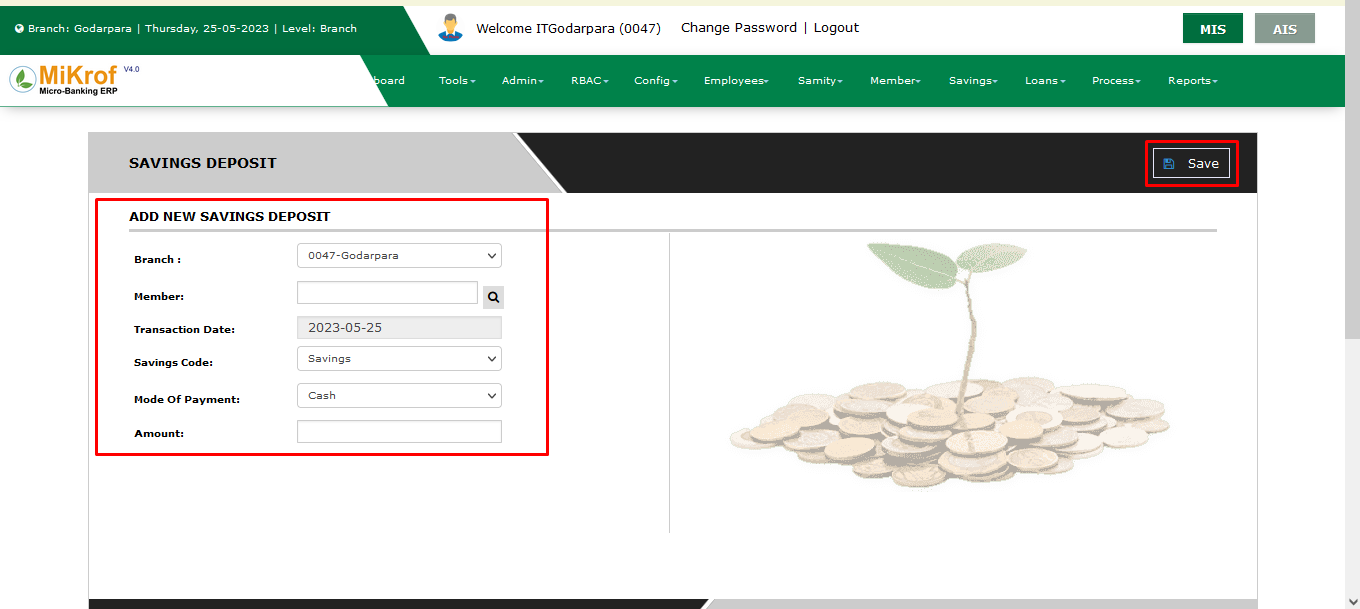 Branch: Godarpara | Thursday, 25-05-2023 | Level: Branch
Welcome ITGodarpara (0047) Change Password | Logout
MIS AIS
MiKrof V4.0
Micro-Banking ERP
board Tools Admin RBAC Config Employees Samity Member Savings Loans Process Reports
SAVINGS DEPOSIT
Save
ADD NEW SAVINGS DEPOSIT
Branch : 0047-Godarpara
Member:
Transaction Date: 2023-05-25
Savings Code: Savings
Mode Of Payment: Cash
Amount: